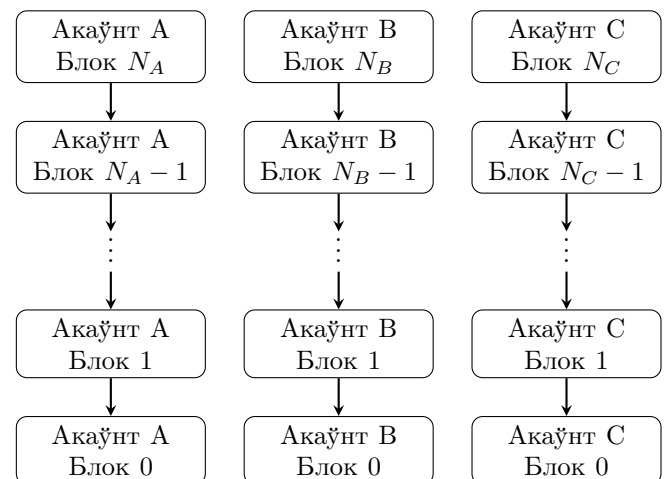 Акаўнт A
Блок N_A
Акаўнт B
Блок N_B
Акаўнт C
Блок N_C
Акаўнт A
Блок N_A − 1
Акаўнт B
Блок N_B − 1
Акаўнт C
Блок N_C − 1
Акаўнт A
Блок 1
Акаўнт B
Блок 1
Акаўнт C
Блок 1
Акаўнт A
Блок 0
Акаўнт B
Блок 0
Акаўнт C
Блок 0